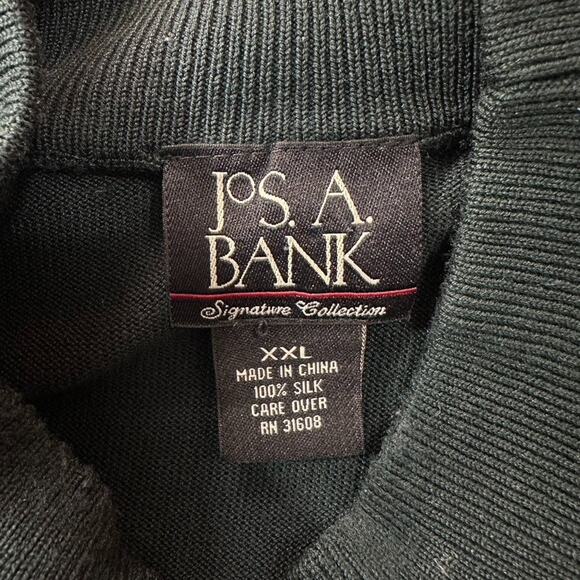 JoS. A.
BANK
Signature Collection
XXL
MADE IN CHINA
100% SILK
CARE OVER
RN 31608